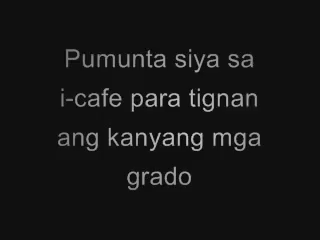 Pumunta siya sa
i-cafe para tignan
ang kanyang mga
grado